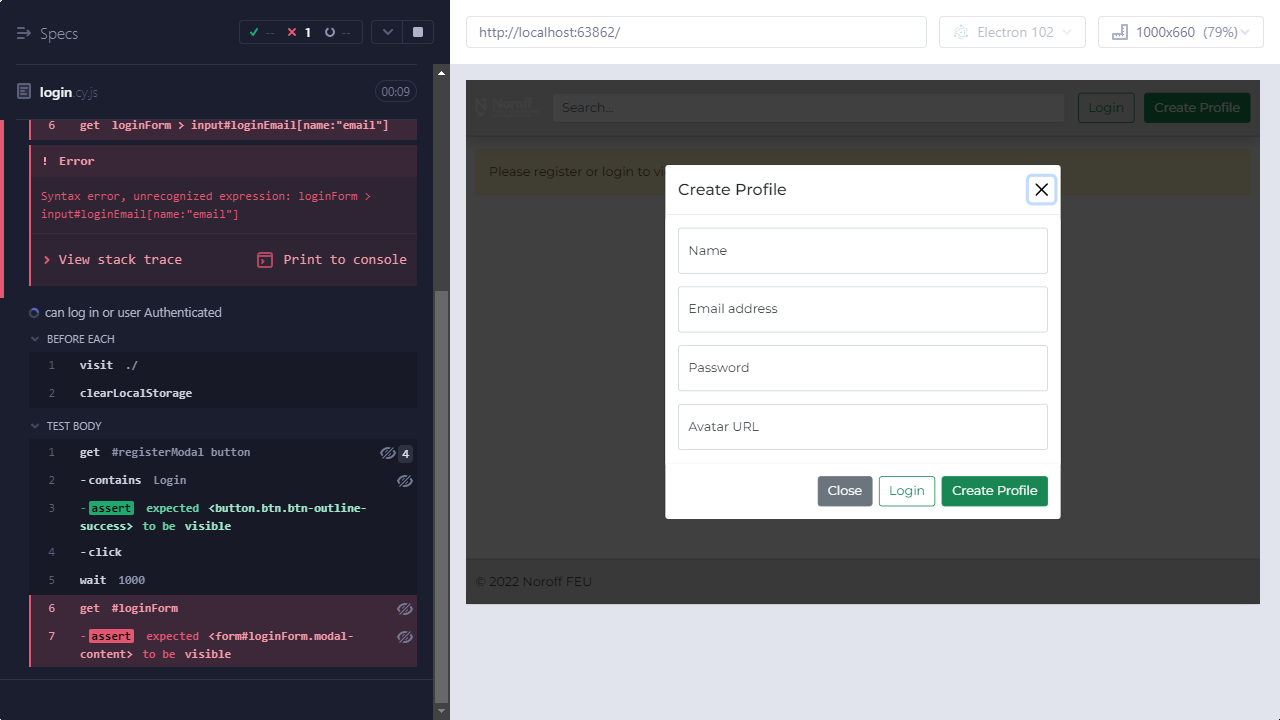 Specs
-- 1 --
login.cy.js 00:09
6 get loginForm > input#loginEmail[name:"email"]
! Error
Syntax error, unrecognized expression: loginForm >
input#loginEmail[name:"email"]
View stack trace Print to console
can log in or user Authenticated
BEFORE EACH
1 visit ./
2 clearLocalStorage
TEST BODY
1 get #registerModal button 4
2 -contains Login
3 -assert expected <button.btn.btn-outline-
success> to be visible
4 -click
5 wait 1000
6 get #loginForm
7 -assert expected <form#loginForm.modal-
content> to be visible
http://localhost:63862/ Electron 102 1000x660 (79%)
Noroff Search... Login Create Profile
Please register or login to vi
Create Profile
Name
Email address
Password
Avatar URL
Close Login Create Profile
© 2022 Noroff FEU